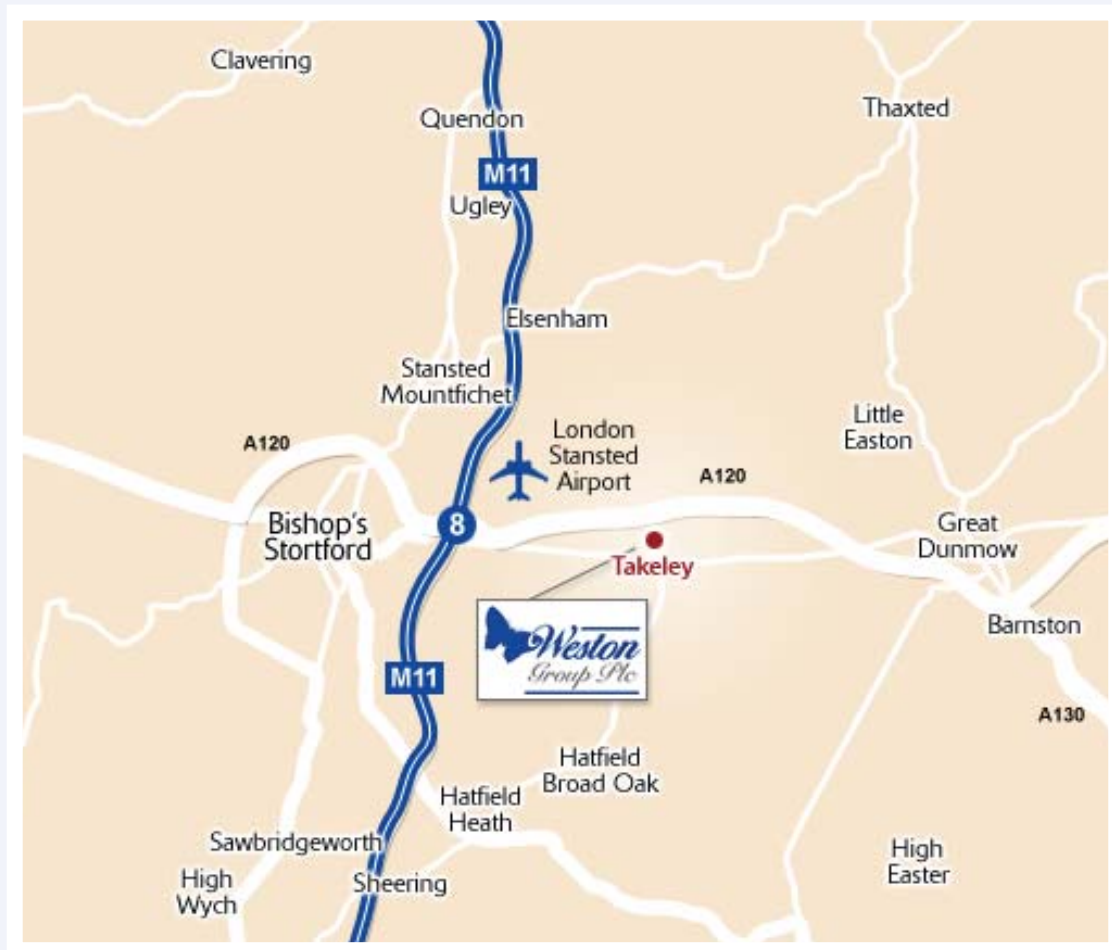 Clavering
Quendon
Thaxted
M11
Ugley
Elsenham
Stansted
Mountfichet
London
Stansted
Airport
Little
Easton
A120
A120
8
Bishop's
Stortford
Great
Dunmow
Takeley
Weston
Group Plc
Barnston
M11
A130
Hatfield
Broad Oak
Hatfield
Heath
Sawbridgeworth
High
Wych
Sheering
High
Easter